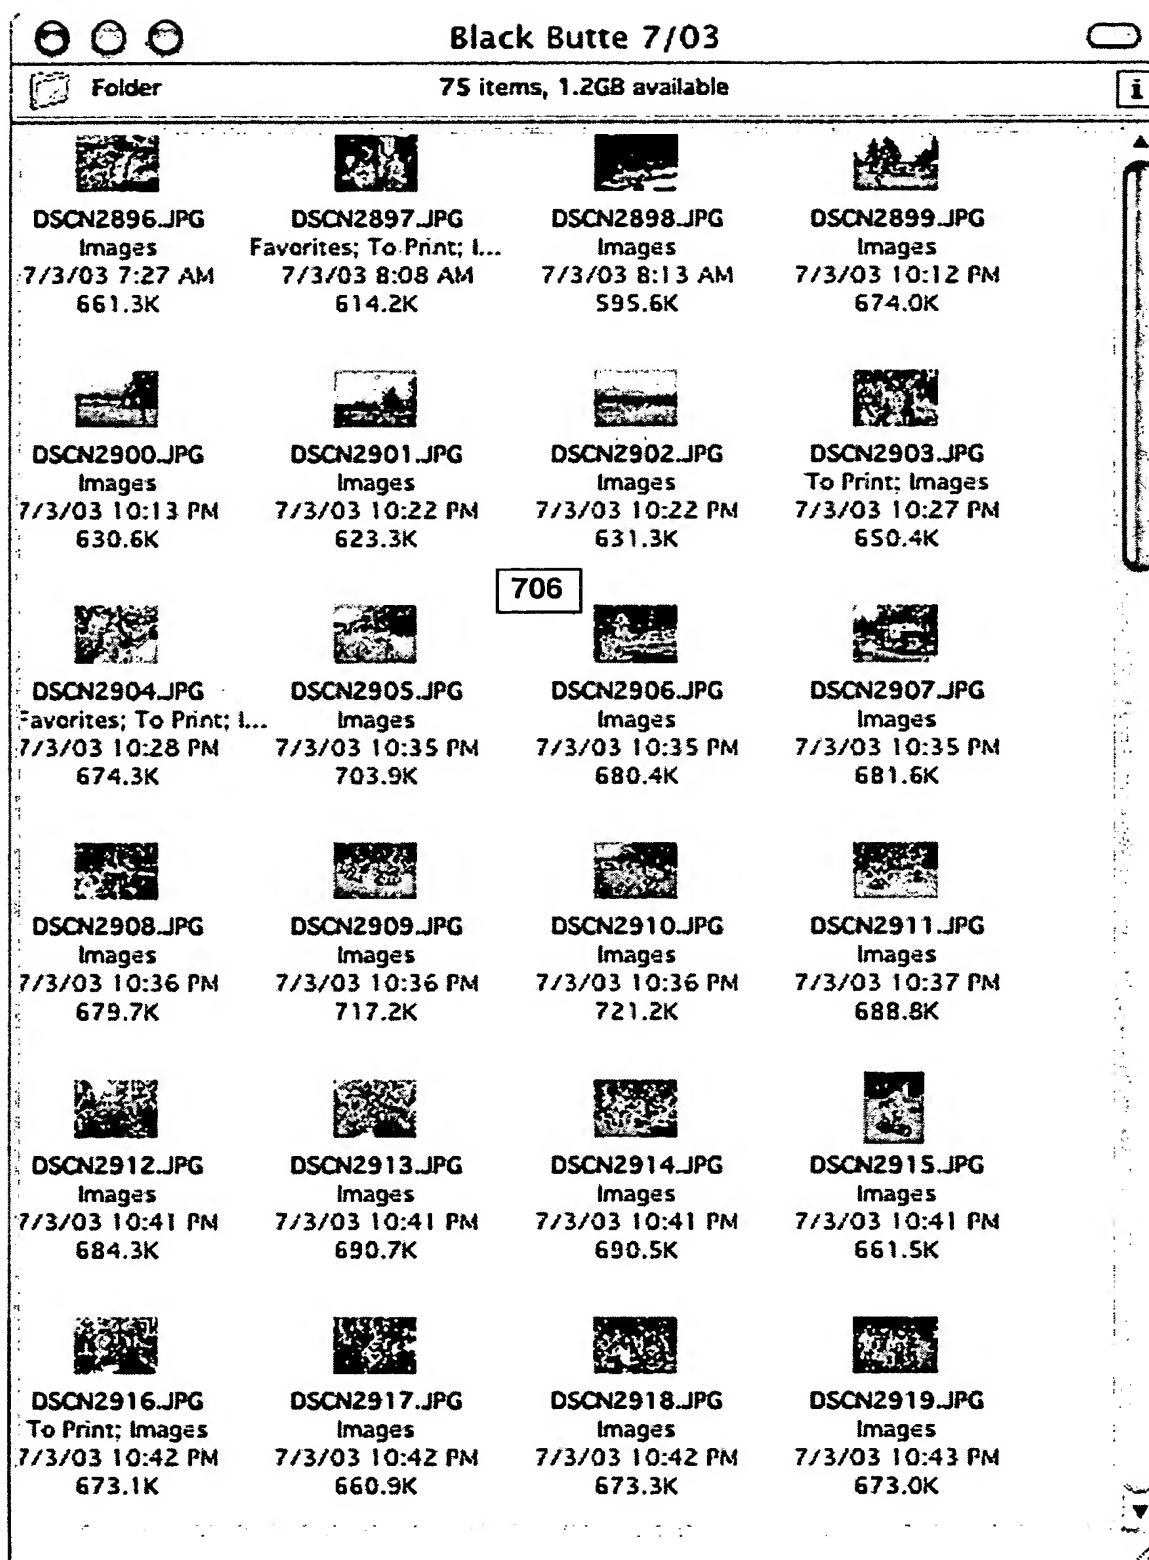 Black Butte 7/03
Folder 75 items, 1.2GB available i
DSCN2896.JPG DSCN2897.JPG DSCN2898.JPG DSCN2899.JPG
Images Favorites; To Print; I... Images Images
7/3/03 7:27 AM 7/3/03 8:08 AM 7/3/03 8:13 AM 7/3/03 10:12 PM
661.3K 614.2K 595.6K 674.0K
DSCN2900.JPG DSCN2901.JPG DSCN2902.JPG DSCN2903.JPG
Images Images Images To Print; Images
7/3/03 10:13 PM 7/3/03 10:22 PM 7/3/03 10:22 PM 7/3/03 10:27 PM
630.6K 623.3K 631.3K 650.4K
706
DSCN2904.JPG DSCN2905.JPG DSCN2906.JPG DSCN2907.JPG
Favorites; To Print; I... Images Images Images
7/3/03 10:28 PM 7/3/03 10:35 PM 7/3/03 10:35 PM 7/3/03 10:35 PM
674.3K 703.9K 680.4K 681.6K
DSCN2908.JPG DSCN2909.JPG DSCN2910.JPG DSCN2911.JPG
Images Images Images Images
7/3/03 10:36 PM 7/3/03 10:36 PM 7/3/03 10:36 PM 7/3/03 10:37 PM
679.7K 717.2K 721.2K 688.8K
DSCN2912.JPG DSCN2913.JPG DSCN2914.JPG DSCN2915.JPG
Images Images Images Images
7/3/03 10:41 PM 7/3/03 10:41 PM 7/3/03 10:41 PM 7/3/03 10:41 PM
684.3K 690.7K 690.5K 661.5K
DSCN2916.JPG DSCN2917.JPG DSCN2918.JPG DSCN2919.JPG
To Print; Images Images Images Images
7/3/03 10:42 PM 7/3/03 10:42 PM 7/3/03 10:42 PM 7/3/03 10:43 PM
673.1K 660.9K 673.3K 673.0K